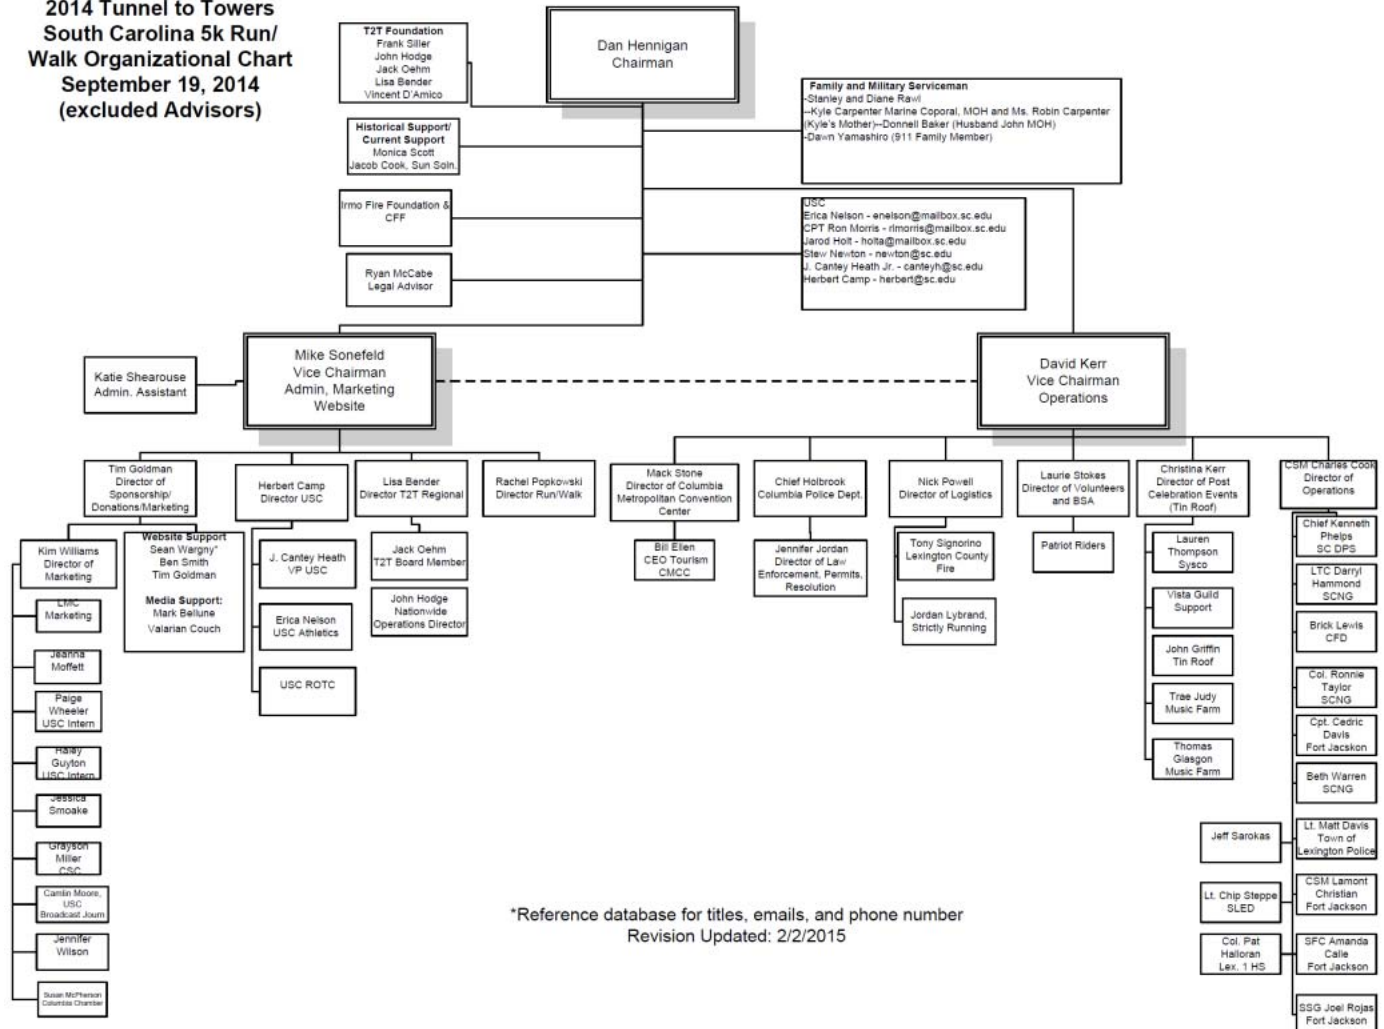 2014 Tunnel to Towers
South Carolina 5k Run/
Walk Organizational Chart
September 19, 2014
(excluded Advisors)
T2T Foundation
Frank Siller
John Hodge
Jack Oehm
Lisa Bender
Vincent D'Amico
Dan Hennigan
Chairman
Family and Military Serviceman
-Stanley and Diane Rawl
--Kyle Carpenter Marine Coporal, MOH and Ms. Robin Carpenter
(Kyle's Mother)--Donnell Baker (Husband John MOH)
-Dawn Yamashiro (911 Family Member)
Historical Support/
Current Support
Monica Scott
Jacob Cook, Sun Soln.
Irmo Fire Foundation &
CFF
USC
Erica Nelson - enelson@mailbox.sc.edu
CPT Ron Morris - rlmorris@mailbox.sc.edu
Jarod Holt - holta@mailbox.sc.edu
Stew Newton - newton@sc.edu
J. Cantey Heath Jr. - canteyh@sc.edu
Herbert Camp - herbert@sc.edu
Ryan McCabe
Legal Advisor
Katie Shearouse
Admin. Assistant
Mike Sonefeld
Vice Chairman
Admin, Marketing
Website
David Kerr
Vice Chairman
Operations
Tim Goldman
Director of
Sponsorship/
Donations/Marketing
Herbert Camp
Director USC
Lisa Bender
Director T2T Regional
Rachel Popkowski
Director Run/Walk
Mack Stone
Director of Columbia
Metropolitan Convention
Center
Chief Holbrook
Columbia Police Dept.
Nick Powell
Director of Logistics
Laurie Stokes
Director of Volunteers
and BSA
Christina Kerr
Director of Post
Celebration Events
(Tin Roof)
CSM Charles Cook
Director of
Operations
Kim Williams
Director of
Marketing
LMC
Marketing
Jeanna
Moffett
Paige
Wheeler
USC Intern
Haley
Guyton
USC Intern
Jessica
Smoake
Grayson
Miller
CSC
Camlin Moore,
USC
Broadcast Journ
Jennifer
Wilson
Susan McPherson
Columbia Chamber
Website Support
Sean Wargny*
Ben Smith
Tim Goldman
Media Support:
Mark Bellune
Valarian Couch
J. Cantey Heath
VP USC
Erica Nelson
USC Athletics
USC ROTC
Jack Oehm
T2T Board Member
John Hodge
Nationwide
Operations Director
Bill Ellen
CEO Tourism
CMCC
Jennifer Jordan
Director of Law
Enforcement, Permits,
Resolution
Tony Signorino
Lexington County
Fire
Jordan Lybrand,
Strictly Running
Patriot Riders
Lauren
Thompson
Sysco
Vista Guild
Support
John Griffin
Tin Roof
Trae Judy
Music Farm
Thomas
Glasgon
Music Farm
Chief Kenneth
Phelps
SC DPS
LTC Darryl
Hammond
SCNG
Brick Lewis
CFD
Col. Ronnie
Taylor
SCNG
Cpt. Cedric
Davis
Fort Jacskon
Beth Warren
SCNG
Jeff Sarokas
Lt. Matt Davis
Town of
Lexington Police
Lt. Chip Steppe
SLED
CSM Lamont
Christian
Fort Jackson
Col. Pat
Halloran
Lex. 1 HS
SFC Amanda
Calle
Fort Jackson
SSG Joel Rojas
Fort Jackson
*Reference database for titles, emails, and phone number
Revision Updated: 2/2/2015